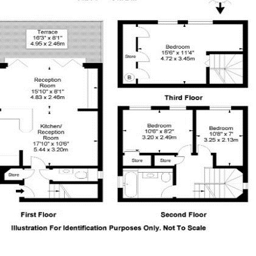 Terrace
16'3" x 8'1"
4.95 x 2.46m
Reception
Room
15'10" x 8'1"
4.83 x 2.46m
Kitchen/
Reception
Room
17'10" x 10'6"
5.44 x 3.20m
Store
First Floor
Bedroom
15'6" x 11'4"
4.72 x 3.45m
Store
B
Third Floor
Bedroom
10'6" x 8'2"
3.20 x 2.49m
Bedroom
10'8" x 7'
3.25 x 2.13m
Store
Store
Second Floor
Illustration For Identification Purposes Only. Not To Scale